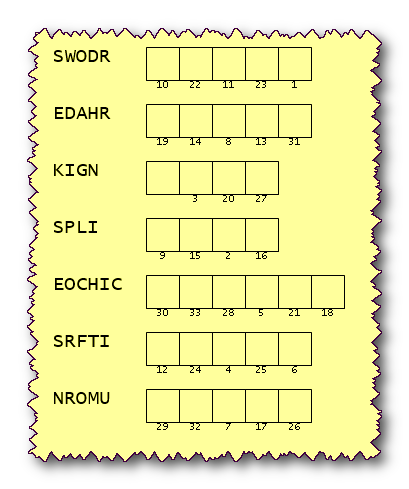 SWODR
10 22 11 23 1
EDAHR
19 14 8 13 31
KIGN
3 20 27
SPLI
9 15 2 16
EOCHIC
30 33 28 5 21 18
SRFTI
12 24 4 25 6
NROMU
29 32 7 17 26